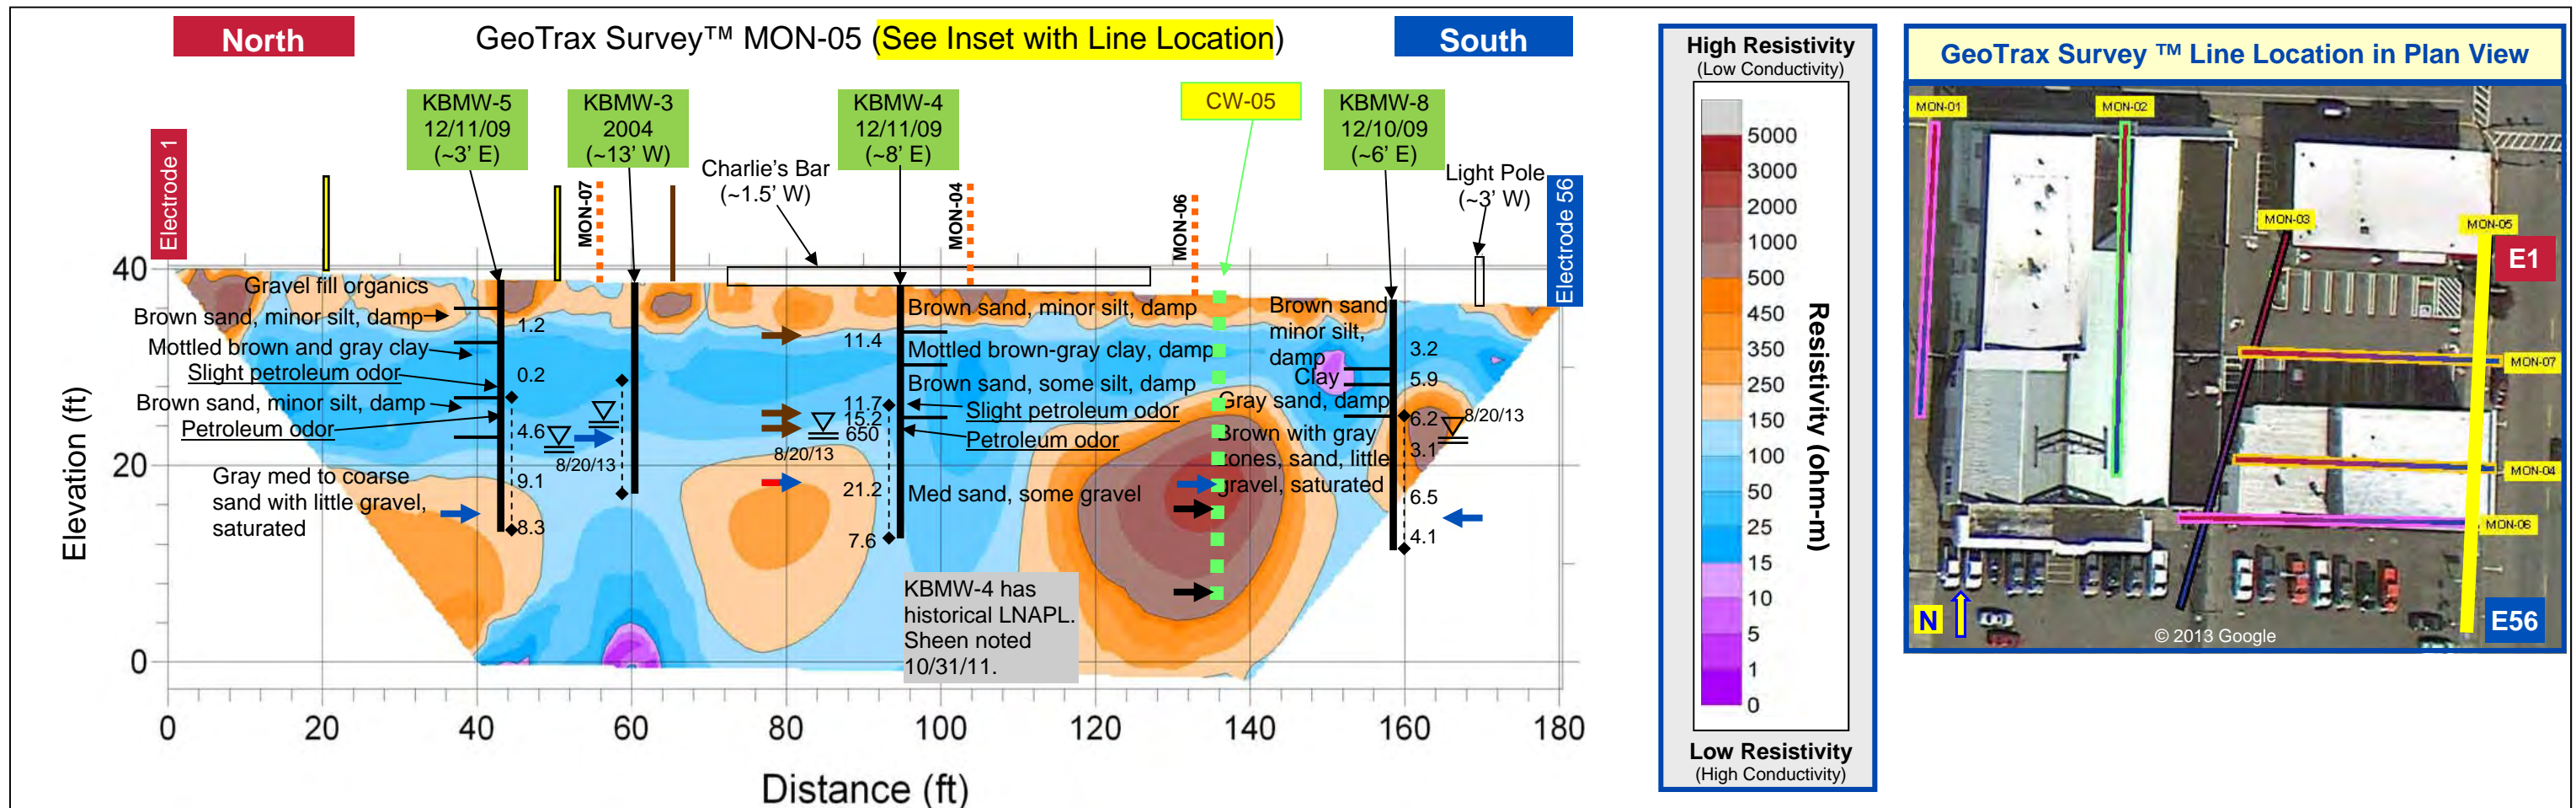 North
GeoTrax Survey™ MON-05 (See Inset with Line Location)
South
KBMW-5
12/11/09
(~3' E)
KBMW-3
2004
(~13' W)
KBMW-4
12/11/09
(~8' E)
CW-05
KBMW-8
12/10/09
(~6' E)
Charlie's Bar
(~1.5' W)
Light Pole
(~3' W)
Electrode 1
MON-07
MON-04
MON-06
Electrode 56
Elevation (ft)
40
20
0
Gravel fill organics
Brown sand, minor silt, damp
Mottled brown and gray clay
Slight petroleum odor
Brown sand, minor silt, damp
Petroleum odor
Gray med to coarse
sand with little gravel,
saturated
1.2
0.2
4.6
9.1
8.3
8/20/13
8/20/13
11.4
11.7
15.2
650
21.2
7.6
Brown sand, minor silt, damp
Mottled brown-gray clay, damp
Brown sand, some silt, damp
Slight petroleum odor
Petroleum odor
Med sand, some gravel
KBMW-4 has
historical LNAPL.
Sheen noted
10/31/11.
Brown sand
minor silt,
damp
Clay
Gray sand, damp
Brown with gray
tones, sand, little
gravel, saturated
3.2
5.9
6.2
3.1
6.5
4.1
8/20/13
0 20 40 60 80 100 120 140 160 180
Distance (ft)
High Resistivity
(Low Conductivity)
5000
3000
2000
1000
500
450
350
250
150
100
50
25
15
10
5
1
0
Resistivity (ohm-m)
Low Resistivity
(High Conductivity)
GeoTrax Survey ™ Line Location in Plan View
MON-01
MON-02
MON-03
MON-05
E1
MON-07
MON-04
MON-06
N
E56
© 2013 Google